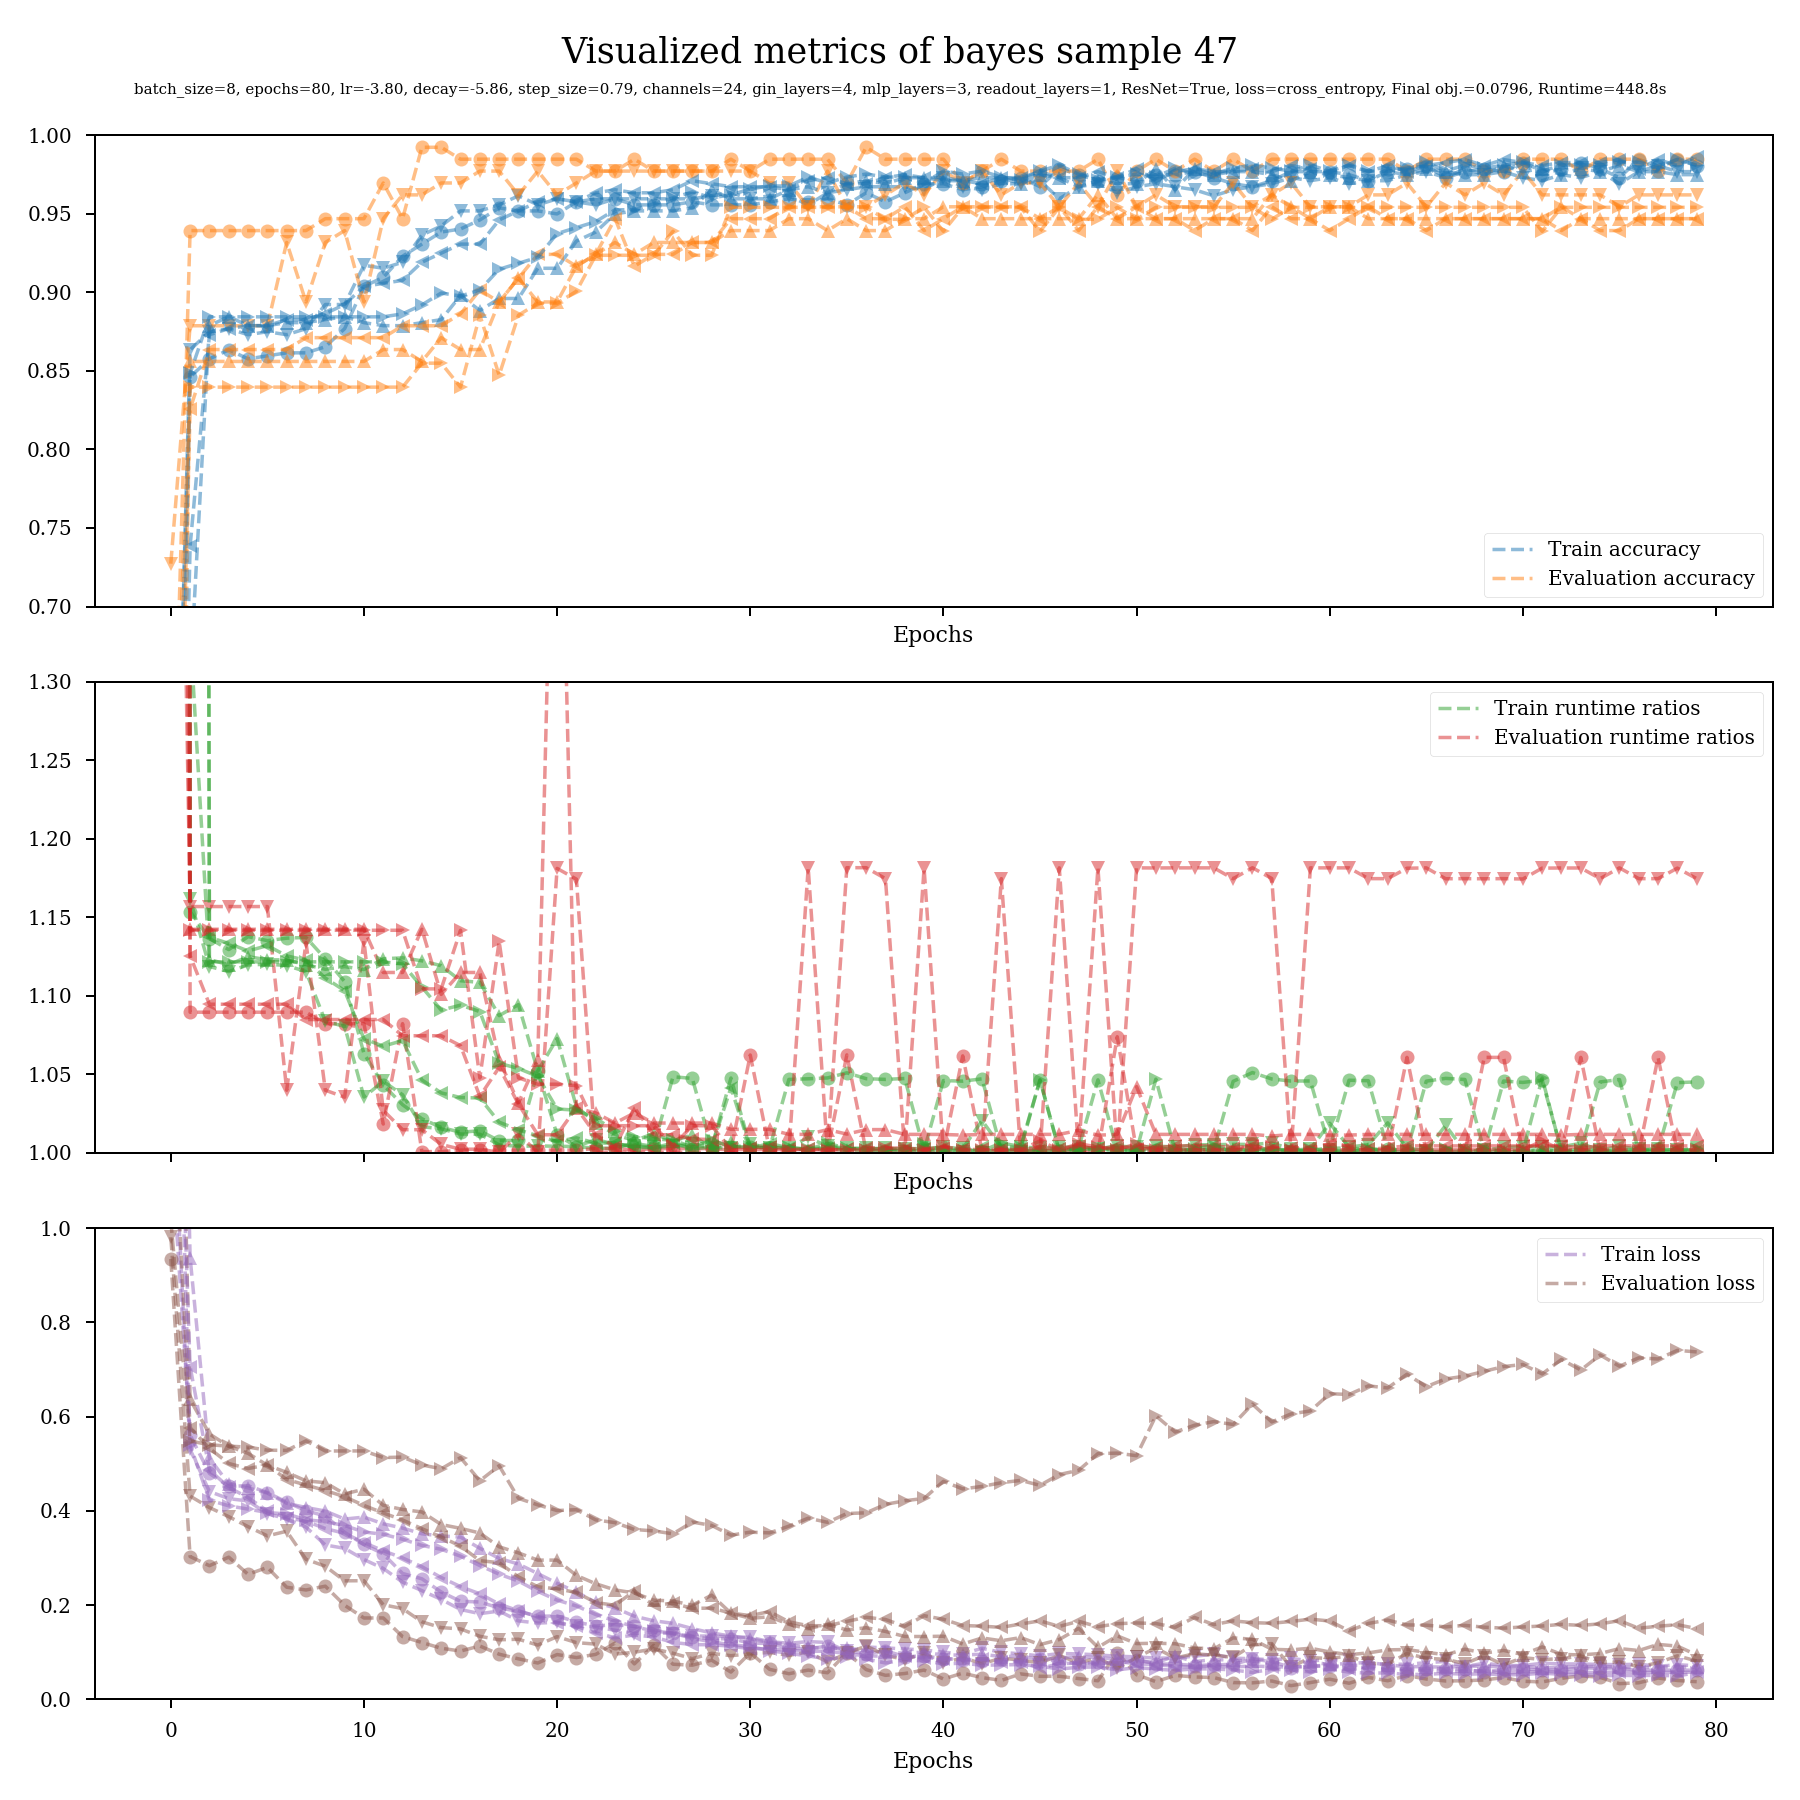 Visualized metrics of bayes sample 47
batch_size=8, epochs=80, lr=-3.80, decay=-5.86, step_size=0.79, channels=24, gin_layers=4, mlp_layers=3, readout_layers=1, ResNet=True, loss=cross_entropy, Final obj.=0.0796, Runtime=448.8s
1.00
0.95
0.90
0.85
0.80
0.75
0.70
Train accuracy
Evaluation accuracy
Epochs
1.30
1.25
1.20
1.15
1.10
1.05
1.00
Train runtime ratios
Evaluation runtime ratios
Epochs
1.0
0.8
0.6
0.4
0.2
0.0
Train loss
Evaluation loss
0 10 20 30 40 50 60 70 80
Epochs